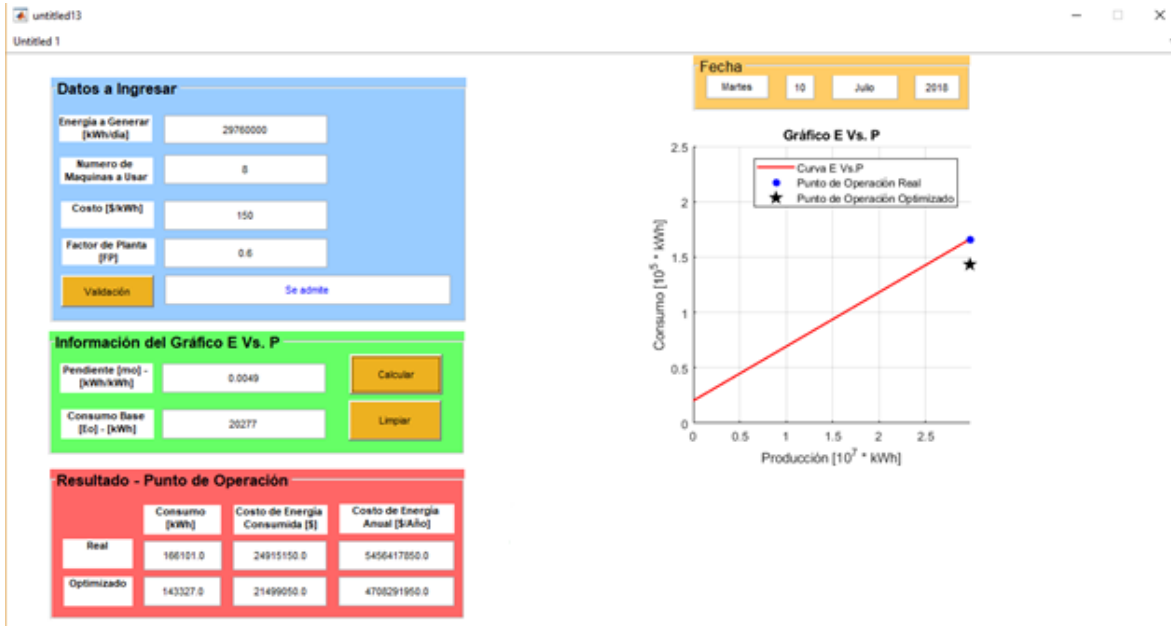 untitled13
Untitled 1
Datos a Ingresar
Energía a Generar
[kWh/día]
29760000
Numero de
Maquinas a Usar
8
Costo [$/kWh]
150
Factor de Planta
[FP]
0.6
Validación
Se admite
Información del Gráfico E Vs. P
Pendiente [mo] -
[kWh/kWh]
0.0049
Calcular
Consumo Base
[Eo] - [kWh]
20277
Limpiar
Resultado - Punto de Operación
Consumo
[kWh]
Costo de Energía
Consumida [$]
Costo de Energía
Anual [$/Año]
Real
166101.0
24915150.0
5456417850.0
Optimizado
143327.0
21499050.0
4708291950.0
Fecha
Martes
10
Julio
2018
Gráfico E Vs. P
Curva E Vs.P
Punto de Operación Real
Punto de Operación Optimizado
2.5
2
1.5
1
0.5
0
Consumo [10^5 * kWh]
0 0.5 1 1.5 2 2.5
Producción [10^7 * kWh]